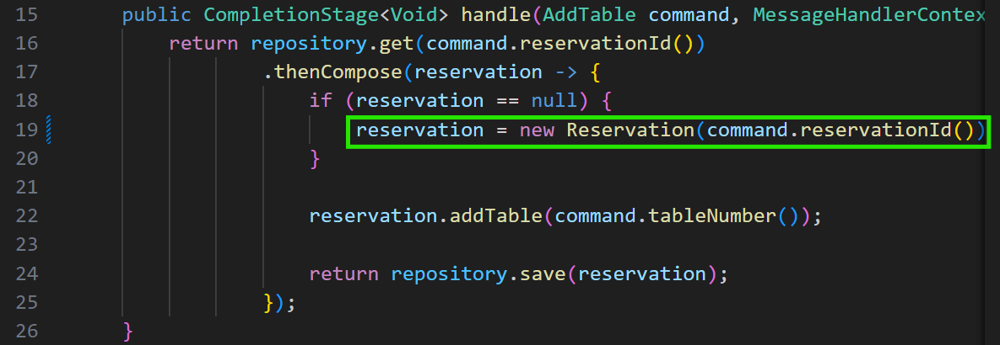 15 public CompletionStage<Void> handle(AddTable command, MessageHandlerContex
16 return repository.get(command.reservationId())
17 .thenCompose(reservation -> {
18 if (reservation == null) {
19 reservation = new Reservation(command.reservationId())
20 }
21
22 reservation.addTable(command.tableNumber());
23
24 return repository.save(reservation);
25 });
26 }